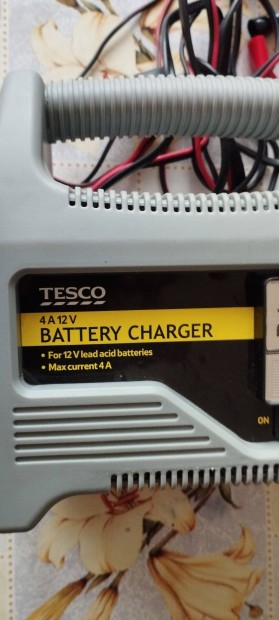 TESCO
4 A 12 V
BATTERY CHARGER
• For 12 V lead acid batteries
• Max current 4 A
ON